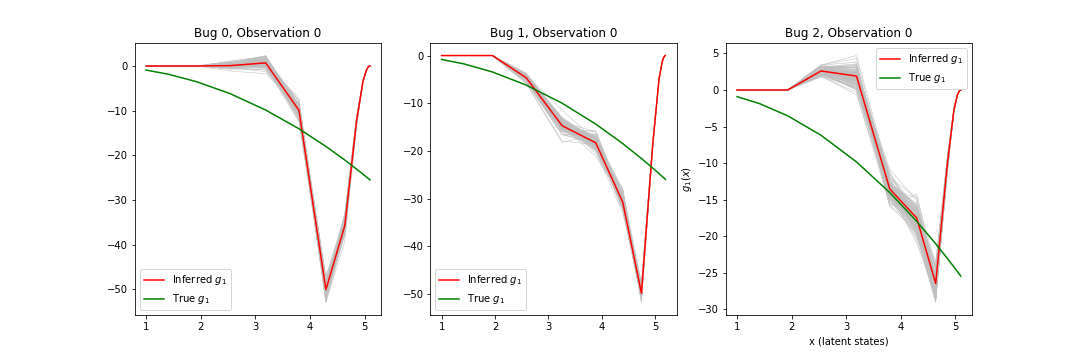 Bug 0, Observation 0
0
−10
−20
−30
−40
−50
Inferred g₁
True g₁
1 2 3 4 5
Bug 1, Observation 0
0
−10
−20
−30
−40
−50
Inferred g₁
True g₁
1 2 3 4 5
Bug 2, Observation 0
g₁(x)
5
0
−5
−10
−15
−20
−25
−30
Inferred g₁
True g₁
1 2 3 4 5
x (latent states)